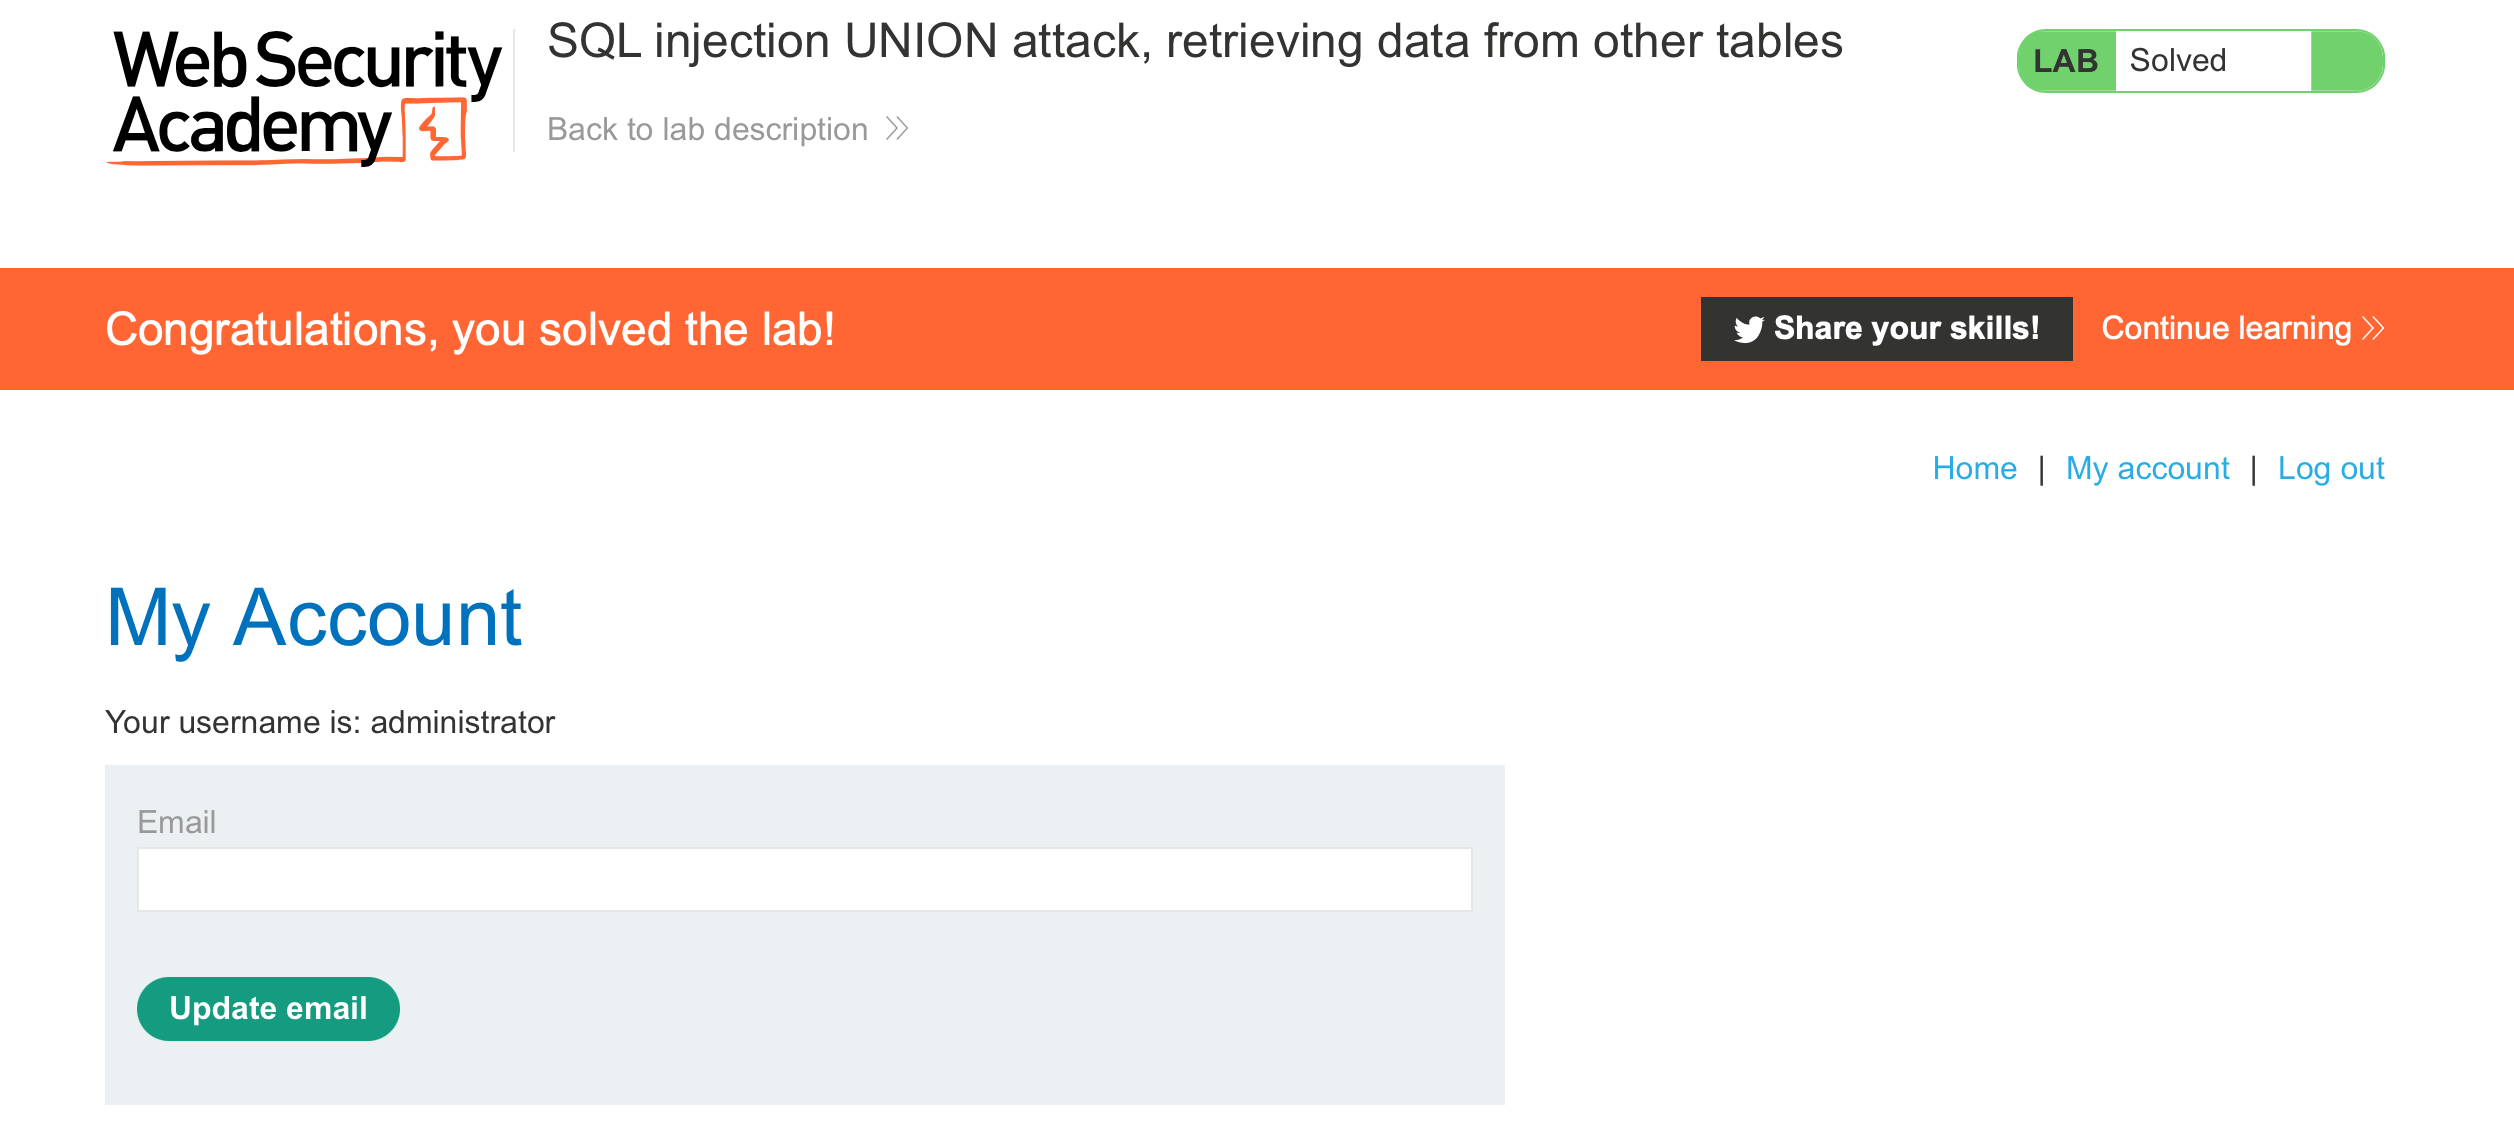 WebSecurity
Academy
SQL injection UNION attack, retrieving data from other tables
Back to lab description
LAB Solved
Congratulations, you solved the lab!
Share your skills!
Continue learning
Home | My account | Log out
My Account
Your username is: administrator
Email
Update email